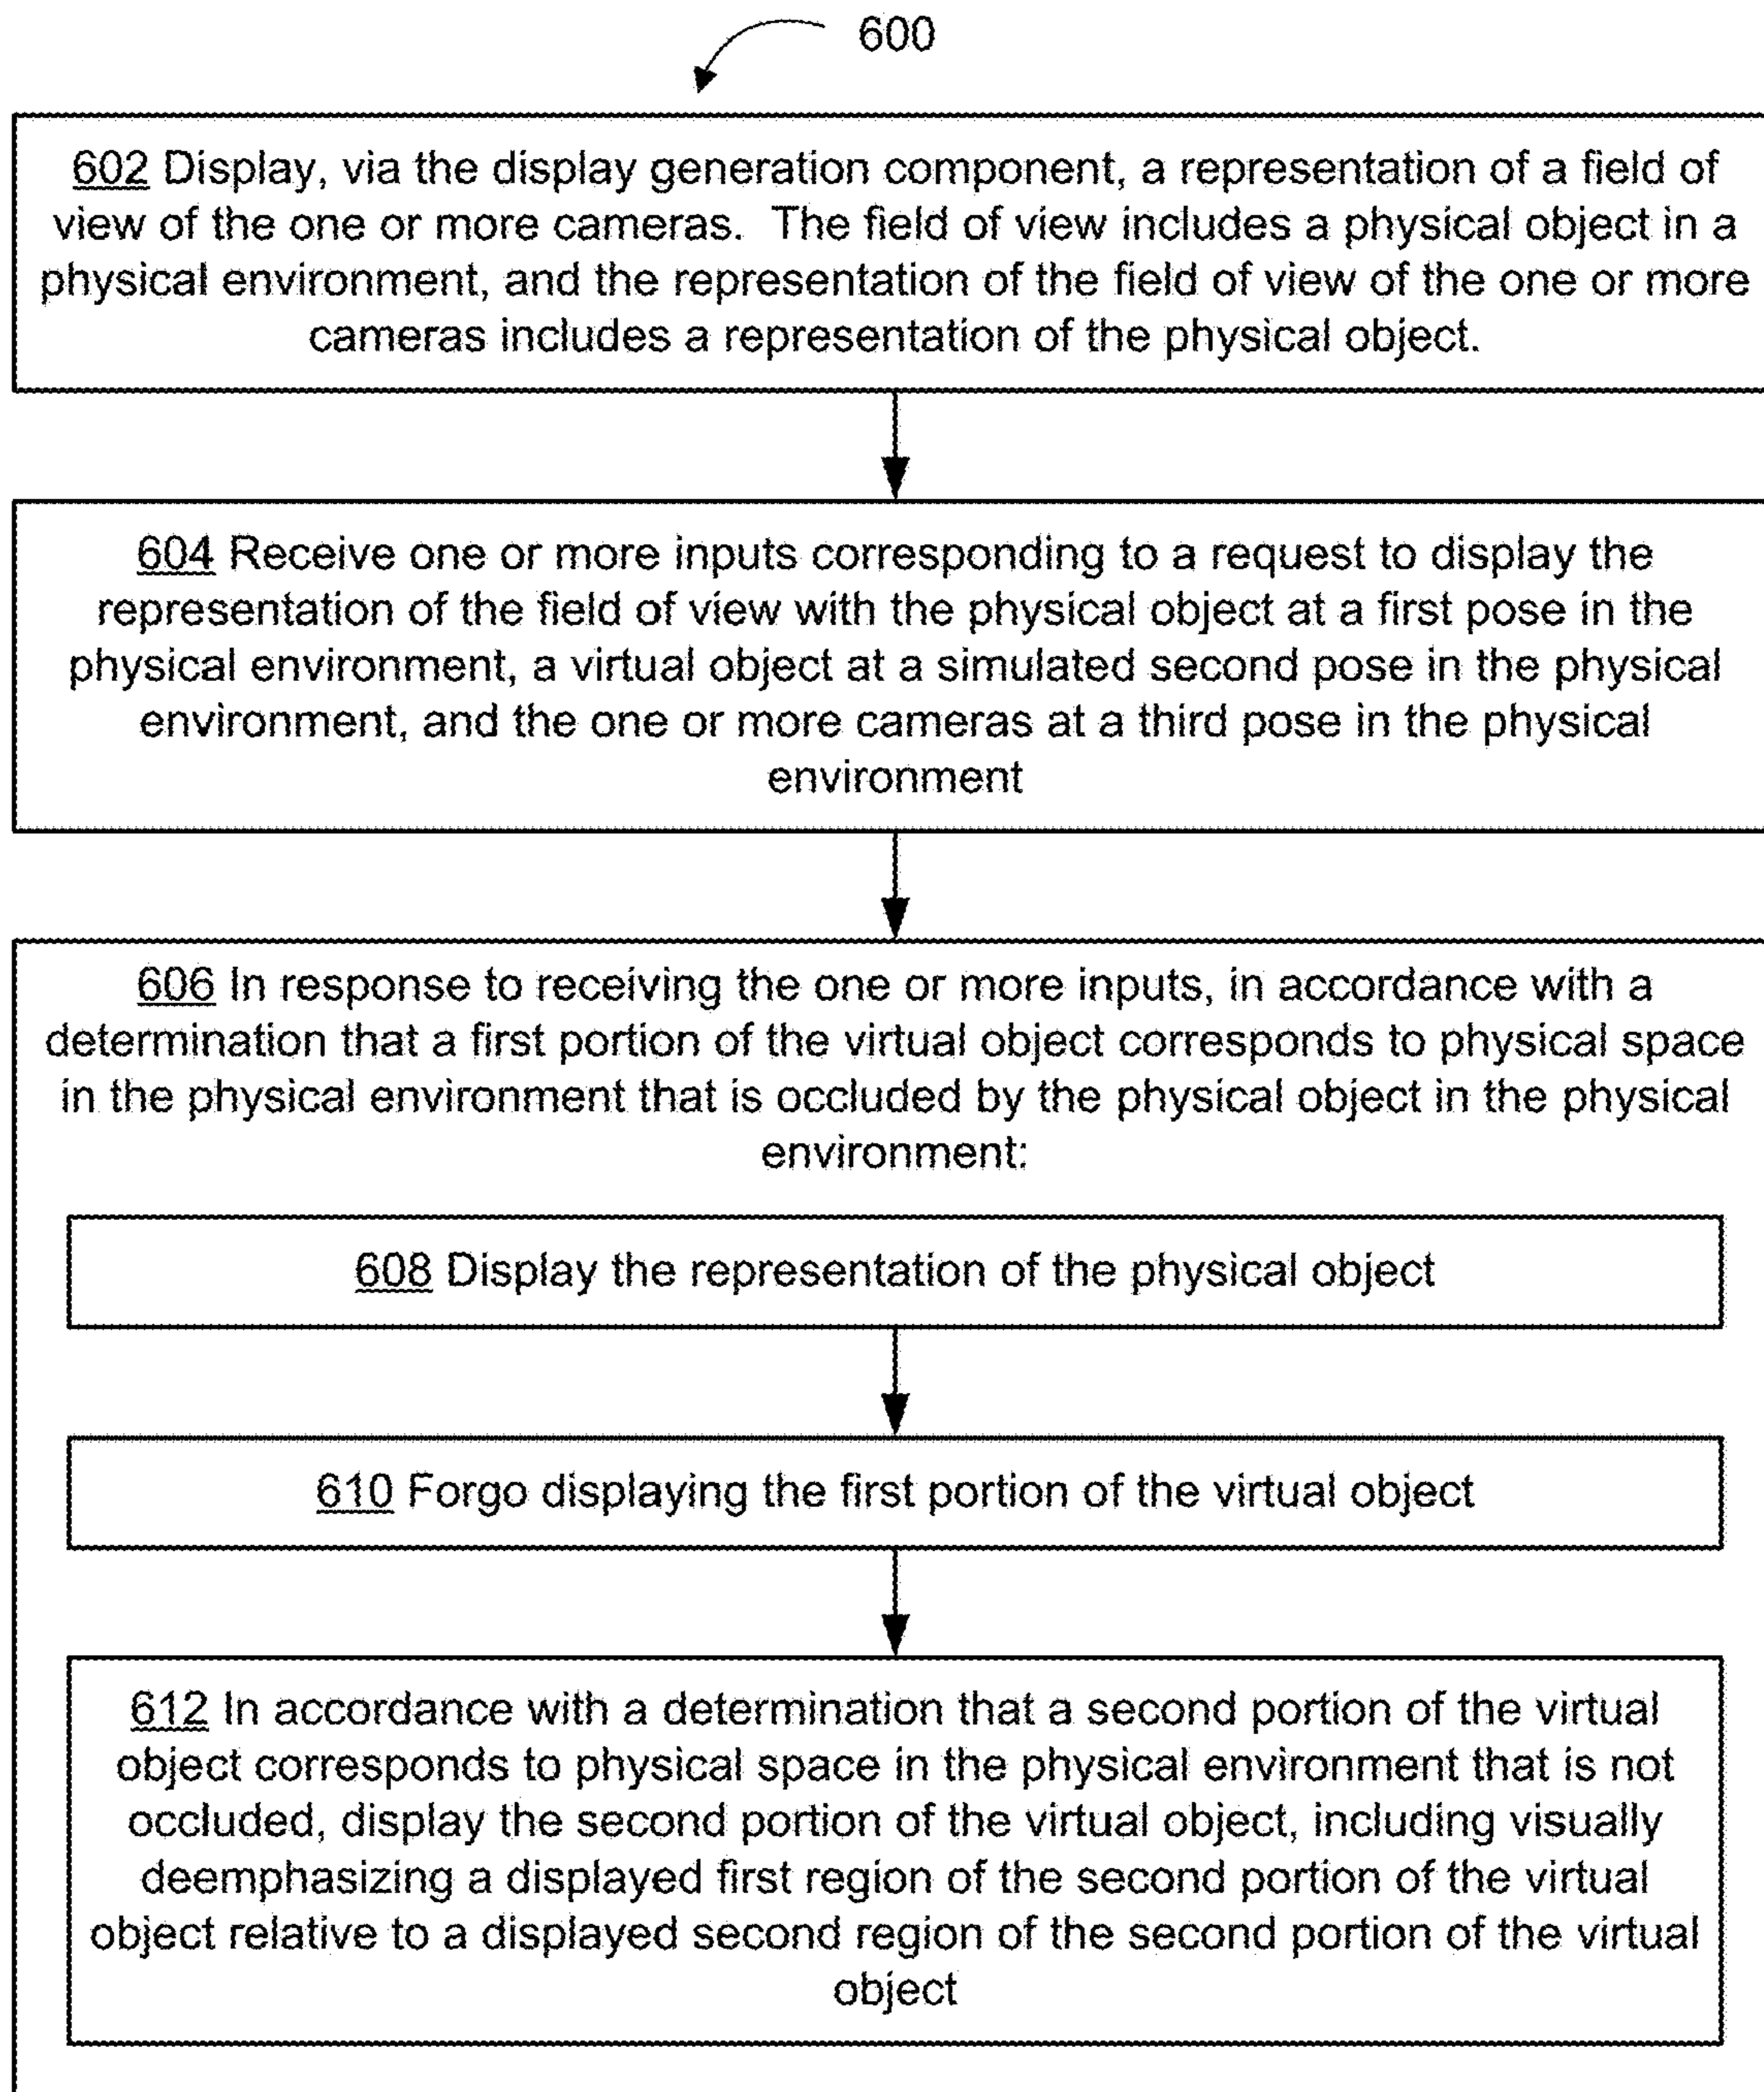 600
602 Display, via the display generation component, a representation of a field of
view of the one or more cameras. The field of view includes a physical object in a
physical environment, and the representation of the field of view of the one or more
cameras includes a representation of the physical object.
604 Receive one or more inputs corresponding to a request to display the
representation of the field of view with the physical object at a first pose in the
physical environment, a virtual object at a simulated second pose in the physical
environment, and the one or more cameras at a third pose in the physical
environment
606 In response to receiving the one or more inputs, in accordance with a
determination that a first portion of the virtual object corresponds to physical space
in the physical environment that is occluded by the physical object in the physical
environment:
608 Display the representation of the physical object
610 Forgo displaying the first portion of the virtual object
612 In accordance with a determination that a second portion of the virtual
object corresponds to physical space in the physical environment that is not
occluded, display the second portion of the virtual object, including visually
deemphasizing a displayed first region of the second portion of the virtual
object relative to a displayed second region of the second portion of the virtual
object